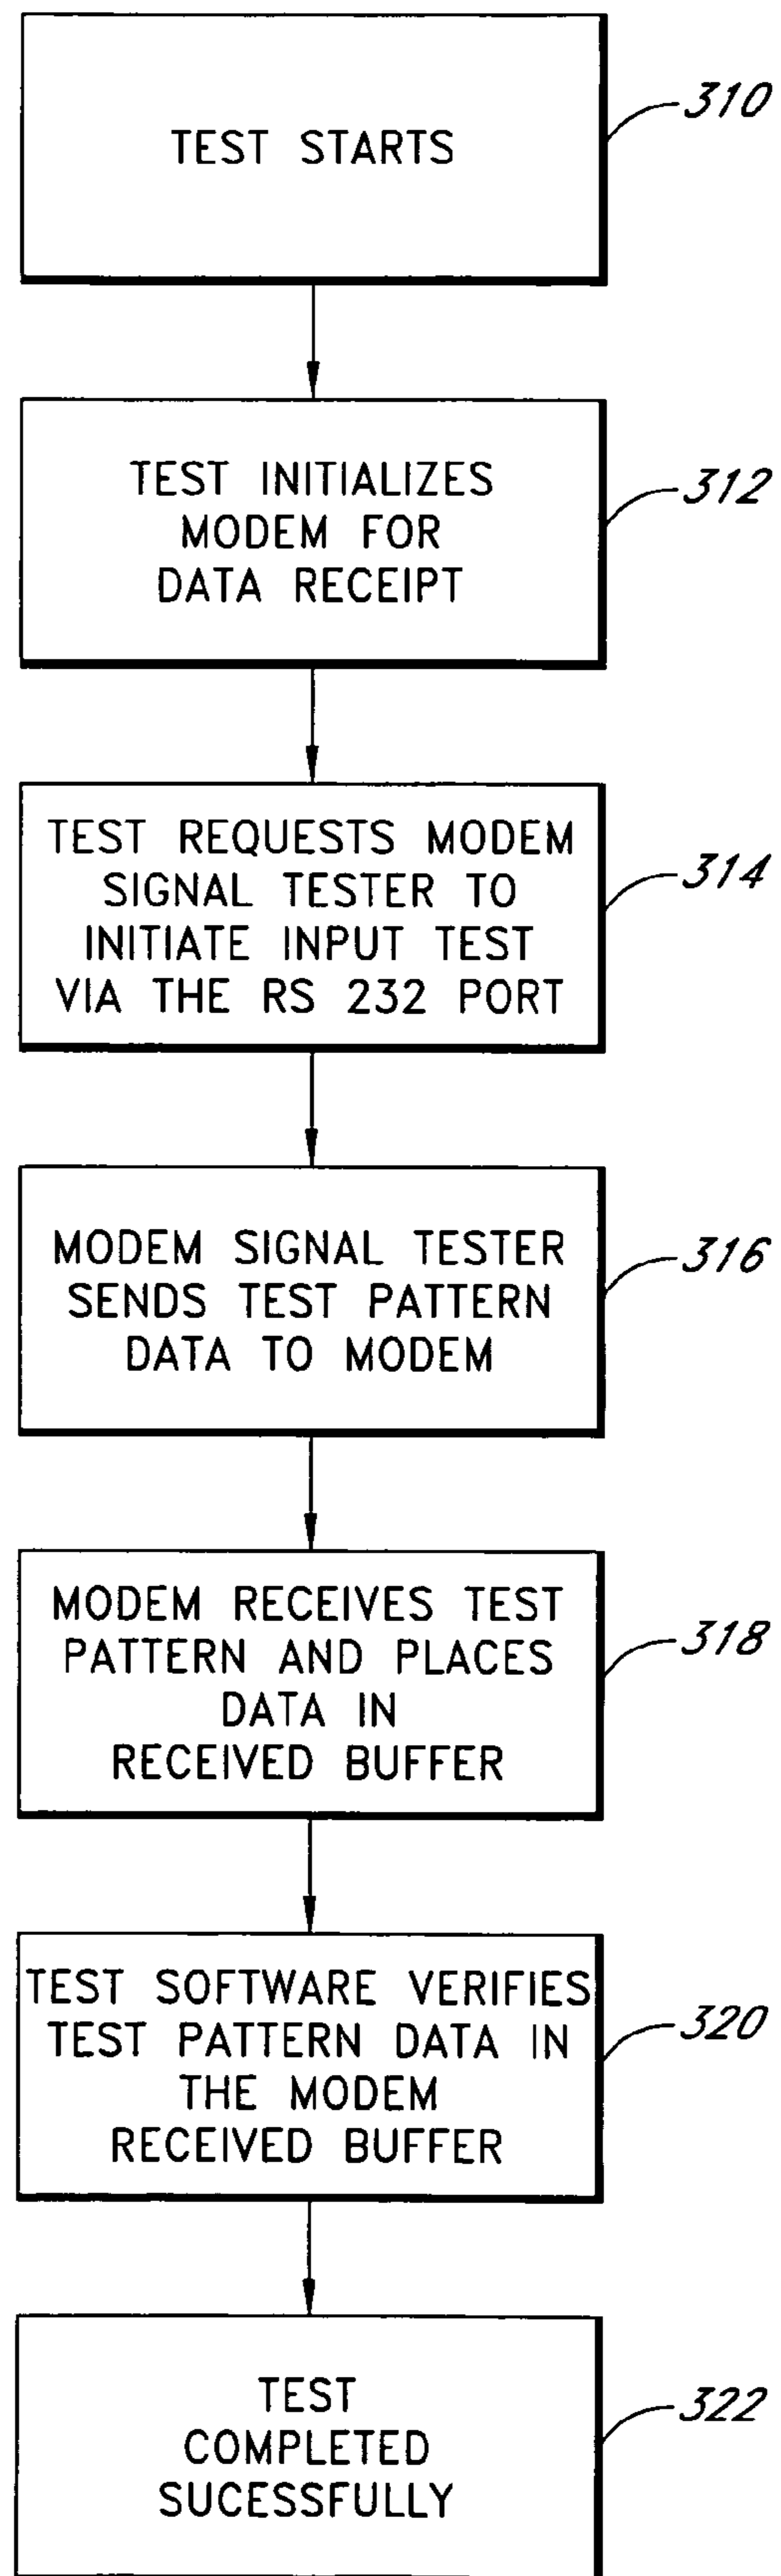 TEST STARTS
310
TEST INITIALIZES
MODEM FOR
DATA RECEIPT
312
TEST REQUESTS MODEM
SIGNAL TESTER TO
INITIATE INPUT TEST
VIA THE RS 232 PORT
314
MODEM SIGNAL TESTER
SENDS TEST PATTERN
DATA TO MODEM
316
MODEM RECEIVES TEST
PATTERN AND PLACES
DATA IN
RECEIVED BUFFER
318
TEST SOFTWARE VERIFIES
TEST PATTERN DATA IN
THE MODEM
RECEIVED BUFFER
320
TEST
COMPLETED
SUCESSFULLY
322